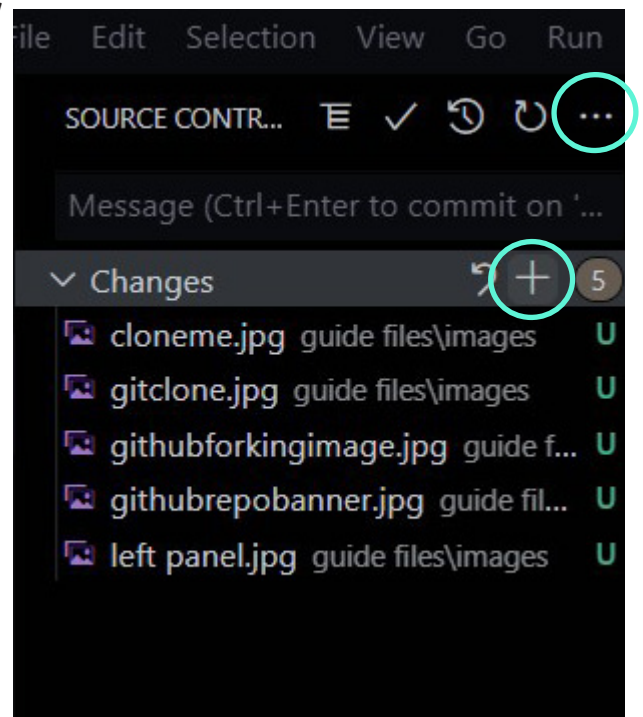 ile Edit Selection View Go Run
SOURCE CONTR... ...
Message (Ctrl+Enter to commit on '...
Changes 5
cloneme.jpg guide files\images U
gitclone.jpg guide files\images U
githubforkingimage.jpg guide f... U
githubrepobanner.jpg guide fil... U
left panel.jpg guide files\images U